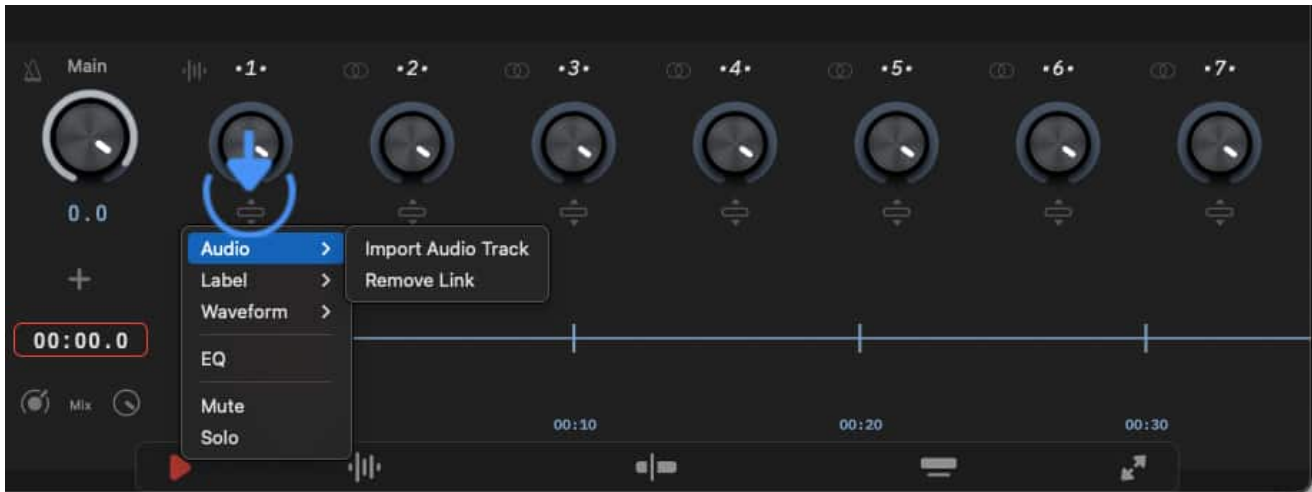 Main •1• •2• •3• •4• •5• •6• •7•
0.0
Audio > Import Audio Track
Label > Remove Link
Waveform >
00:00.0
EQ
Mix Mute
Solo
00:10 00:20 00:30